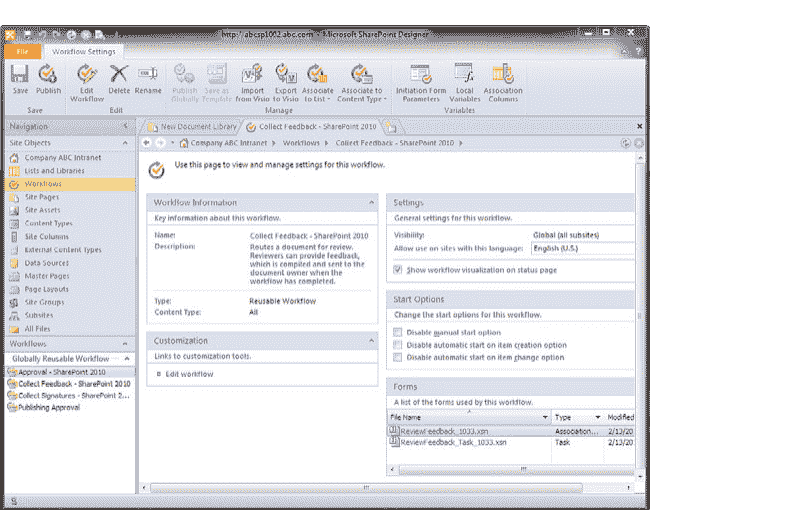 http://abcsp1002.abc.com - Microsoft SharePoint Designer
File
Workflow Settings
Save
Publish
Edit
Workflow
Delete
Rename
Publish
Globally
Save as
Template
Import
from Visio
Export
to Visio
Associate
to List
Associate to
Content Type
Initiation Form
Parameters
Local
Variables
Association
Columns
Save
Edit
Manage
Variables
Navigation
New Document Library
Collect Feedback - SharePoint 2010
Site Objects
Company ABC Intranet
Workflows
Collect Feedback - SharePoint 2010
Company ABC Intranet
Lists and Libraries
Workflows
Site Pages
Site Assets
Content Types
Site Columns
External Content Types
Data Sources
Master Pages
Page Layouts
Site Groups
Subsites
All Files
Workflows
Globally Reusable Workflow
Approval - SharePoint 2010
Collect Feedback - SharePoint 2010
Collect Signatures - SharePoint 2...
Publishing Approval
Use this page to view and manage settings for this workflow.
Workflow Information
Key information about this workflow.
Name: Collect Feedback - SharePoint 2010
Description: Routes a document for review.
Reviewers can provide feedback,
which is compiled and sent to the
document owner when the
workflow has completed.
Type: Reusable Workflow
Content Type: All
Customization
Links to customization tools.
Edit workflow
Settings
General settings for this workflow.
Visibility: Global (all subsites)
Allow use on sites with this language: English (U.S.)
Show workflow visualization on status page
Start Options
Change the start options for this workflow.
Disable manual start option
Disable automatic start on item creation option
Disable automatic start on item change option
Forms
A list of the forms used by this workflow.
File Name Type Modified
ReviewFeedback_1033.xsn Association... 2/13/20
ReviewFeedback_Task_1033.xsn Task 2/13/20